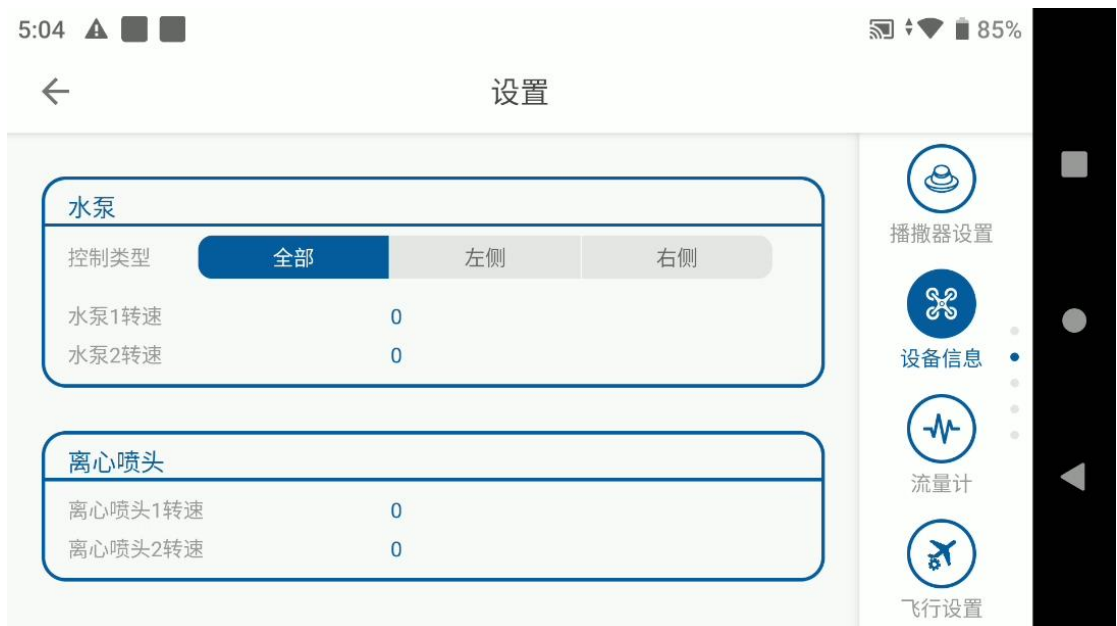 5:04 85%
设置
水泵
控制类型 全部 左侧 右侧
水泵1转速 0
水泵2转速 0
离心喷头
离心喷头1转速 0
离心喷头2转速 0
播撒器设置
设备信息
流量计
飞行设置